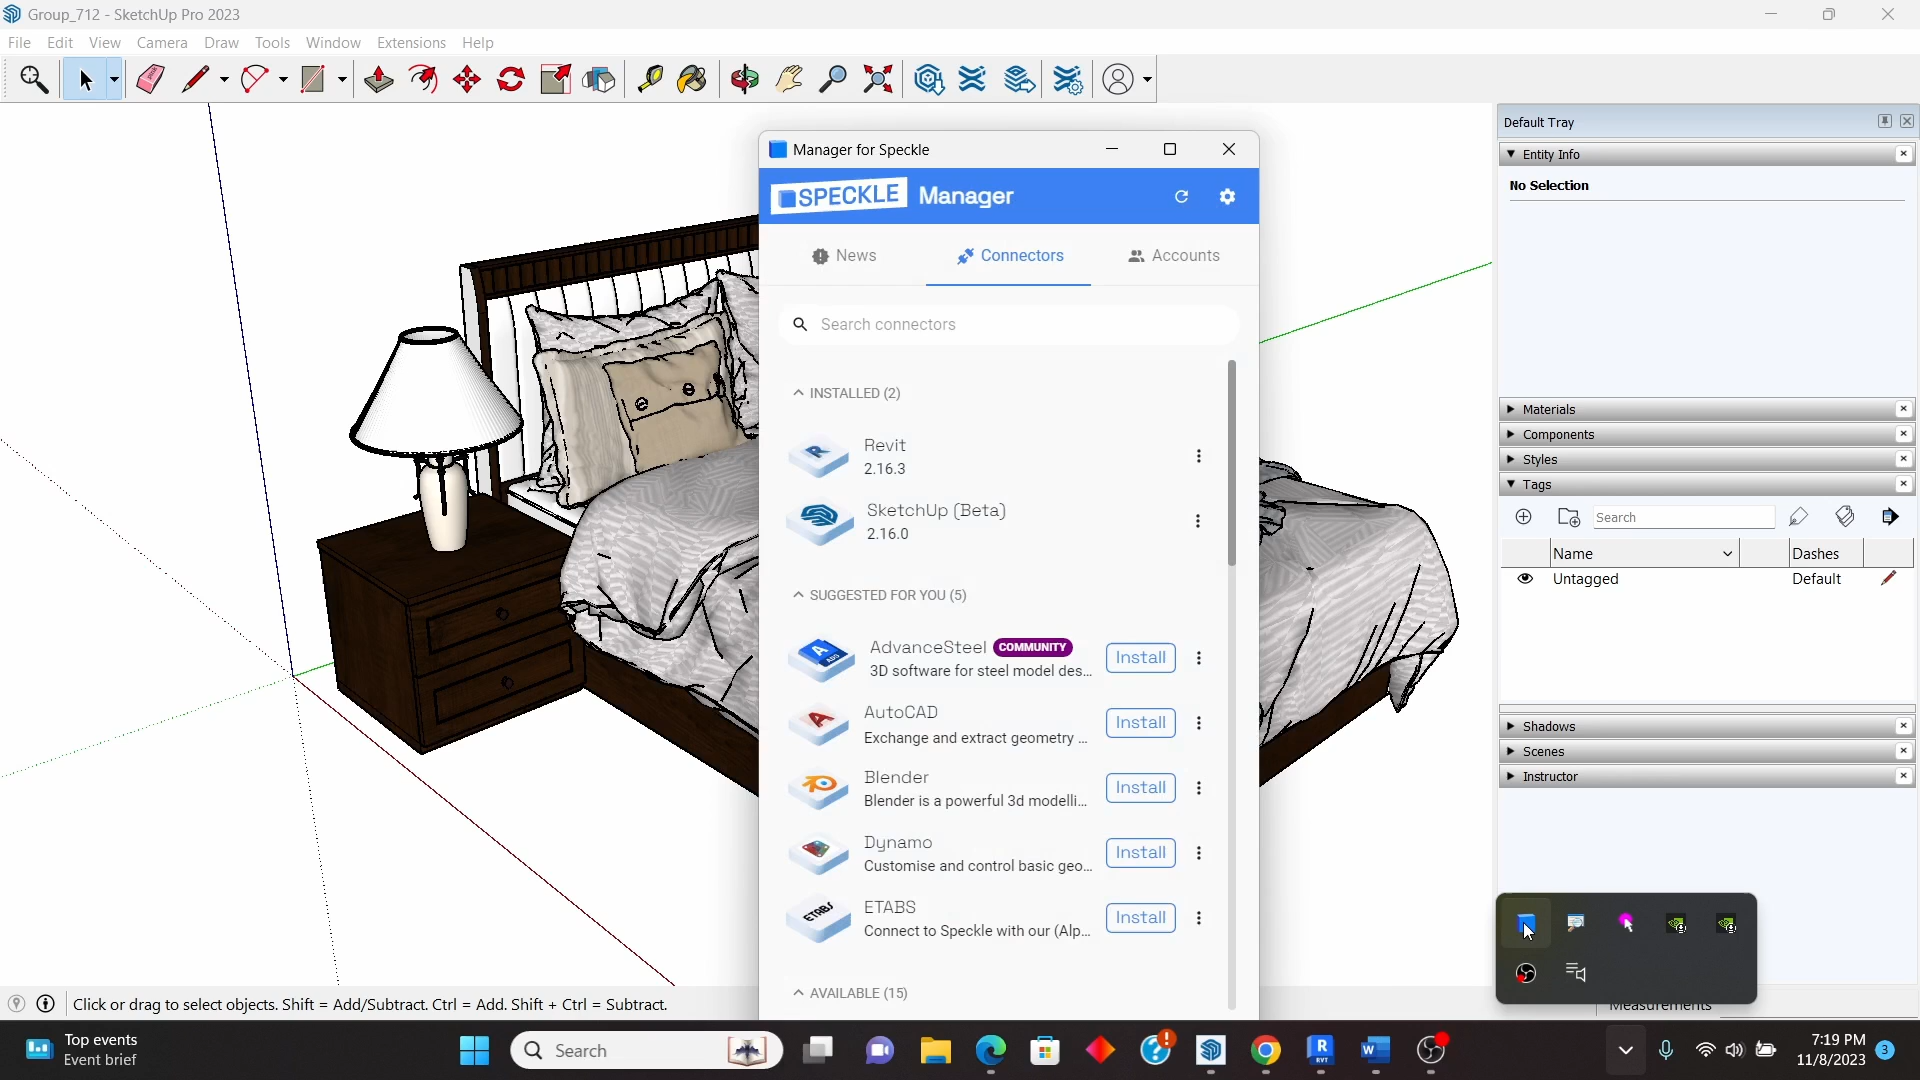 Group_712 - SketchUp Pro 2023
File Edit View Camera Draw Tools Window Extensions Help
Default Tray
Entity Info
No Selection
Materials
Components
Styles
Tags
Search
Name Dashes
Untagged Default
Shadows
Scenes
Instructor
Manager for Speckle
SPECKLE Manager
News Connectors Accounts
Search connectors
INSTALLED (2)
Revit
2.16.3
SketchUp (Beta)
2.16.0
SUGGESTED FOR YOU (5)
AdvanceSteel COMMUNITY
3D software for steel model des...
Install
AutoCAD
Exchange and extract geometry ...
Install
Blender
Blender is a powerful 3d modelli...
Install
Dynamo
Customise and control basic geo...
Install
ETABS
Connect to Speckle with our (Alp...
Install
AVAILABLE (15)
Click or drag to select objects. Shift = Add/Subtract. Ctrl = Add. Shift + Ctrl = Subtract.
Measurements
Top events
Event brief
Search
7:19 PM
11/8/2023
3